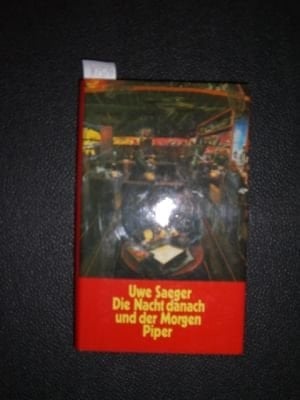 Uwe Saeger
Die Nacht danach
und der Morgen
Piper